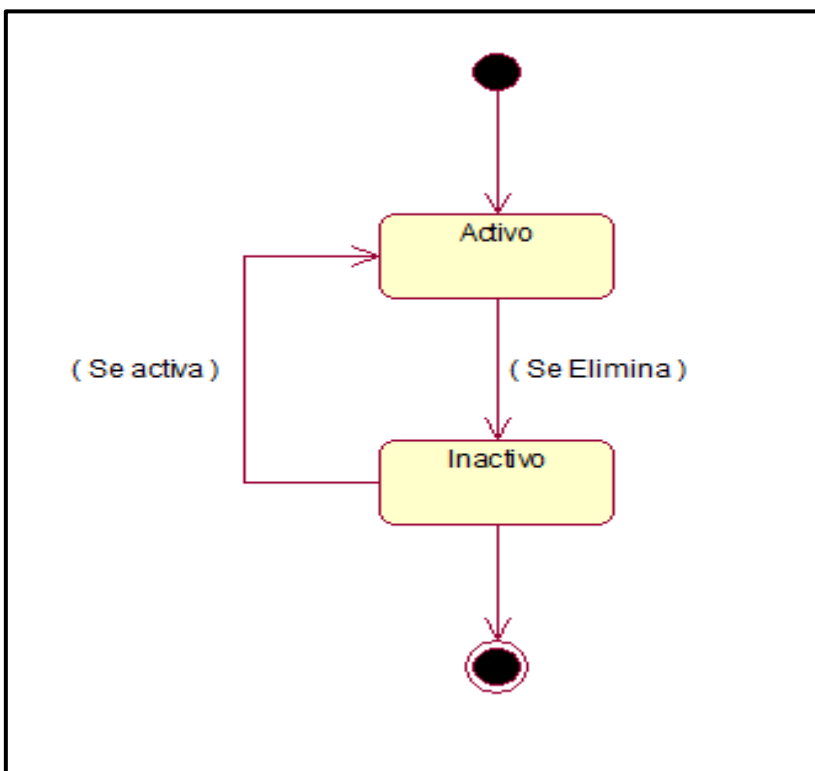 Activo
( Se activa )
( Se Elimina )
Inactivo